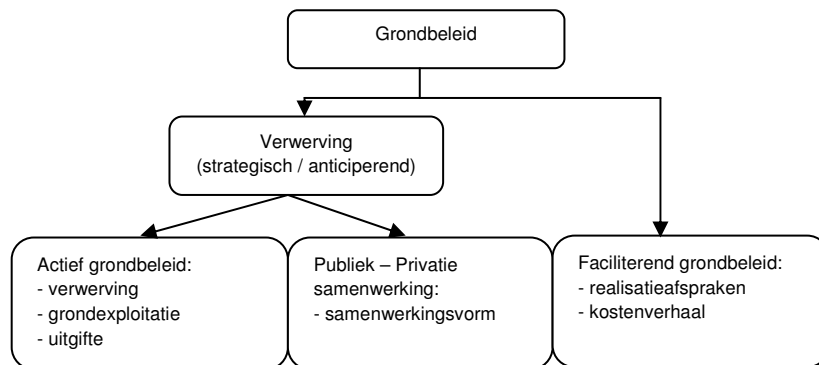 Grondbeleid
Verwerving
(strategisch / anticiperend)
Actief grondbeleid:
- verwerving
- grondexploitatie
- uitgifte
Publiek – Privatie
samenwerking:
- samenwerkingsvorm
Faciliterend grondbeleid:
- realisatieafspraken
- kostenverhaal